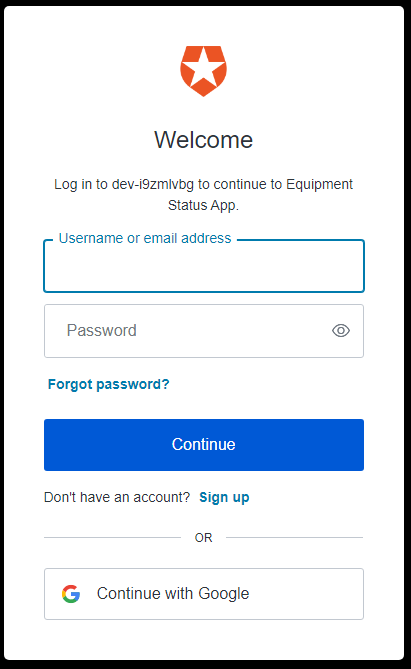 Welcome
Log in to dev-i9zmlvbg to continue to Equipment
Status App.
Username or email address
Password
Forgot password?
Continue
Don't have an account? Sign up
OR
Continue with Google